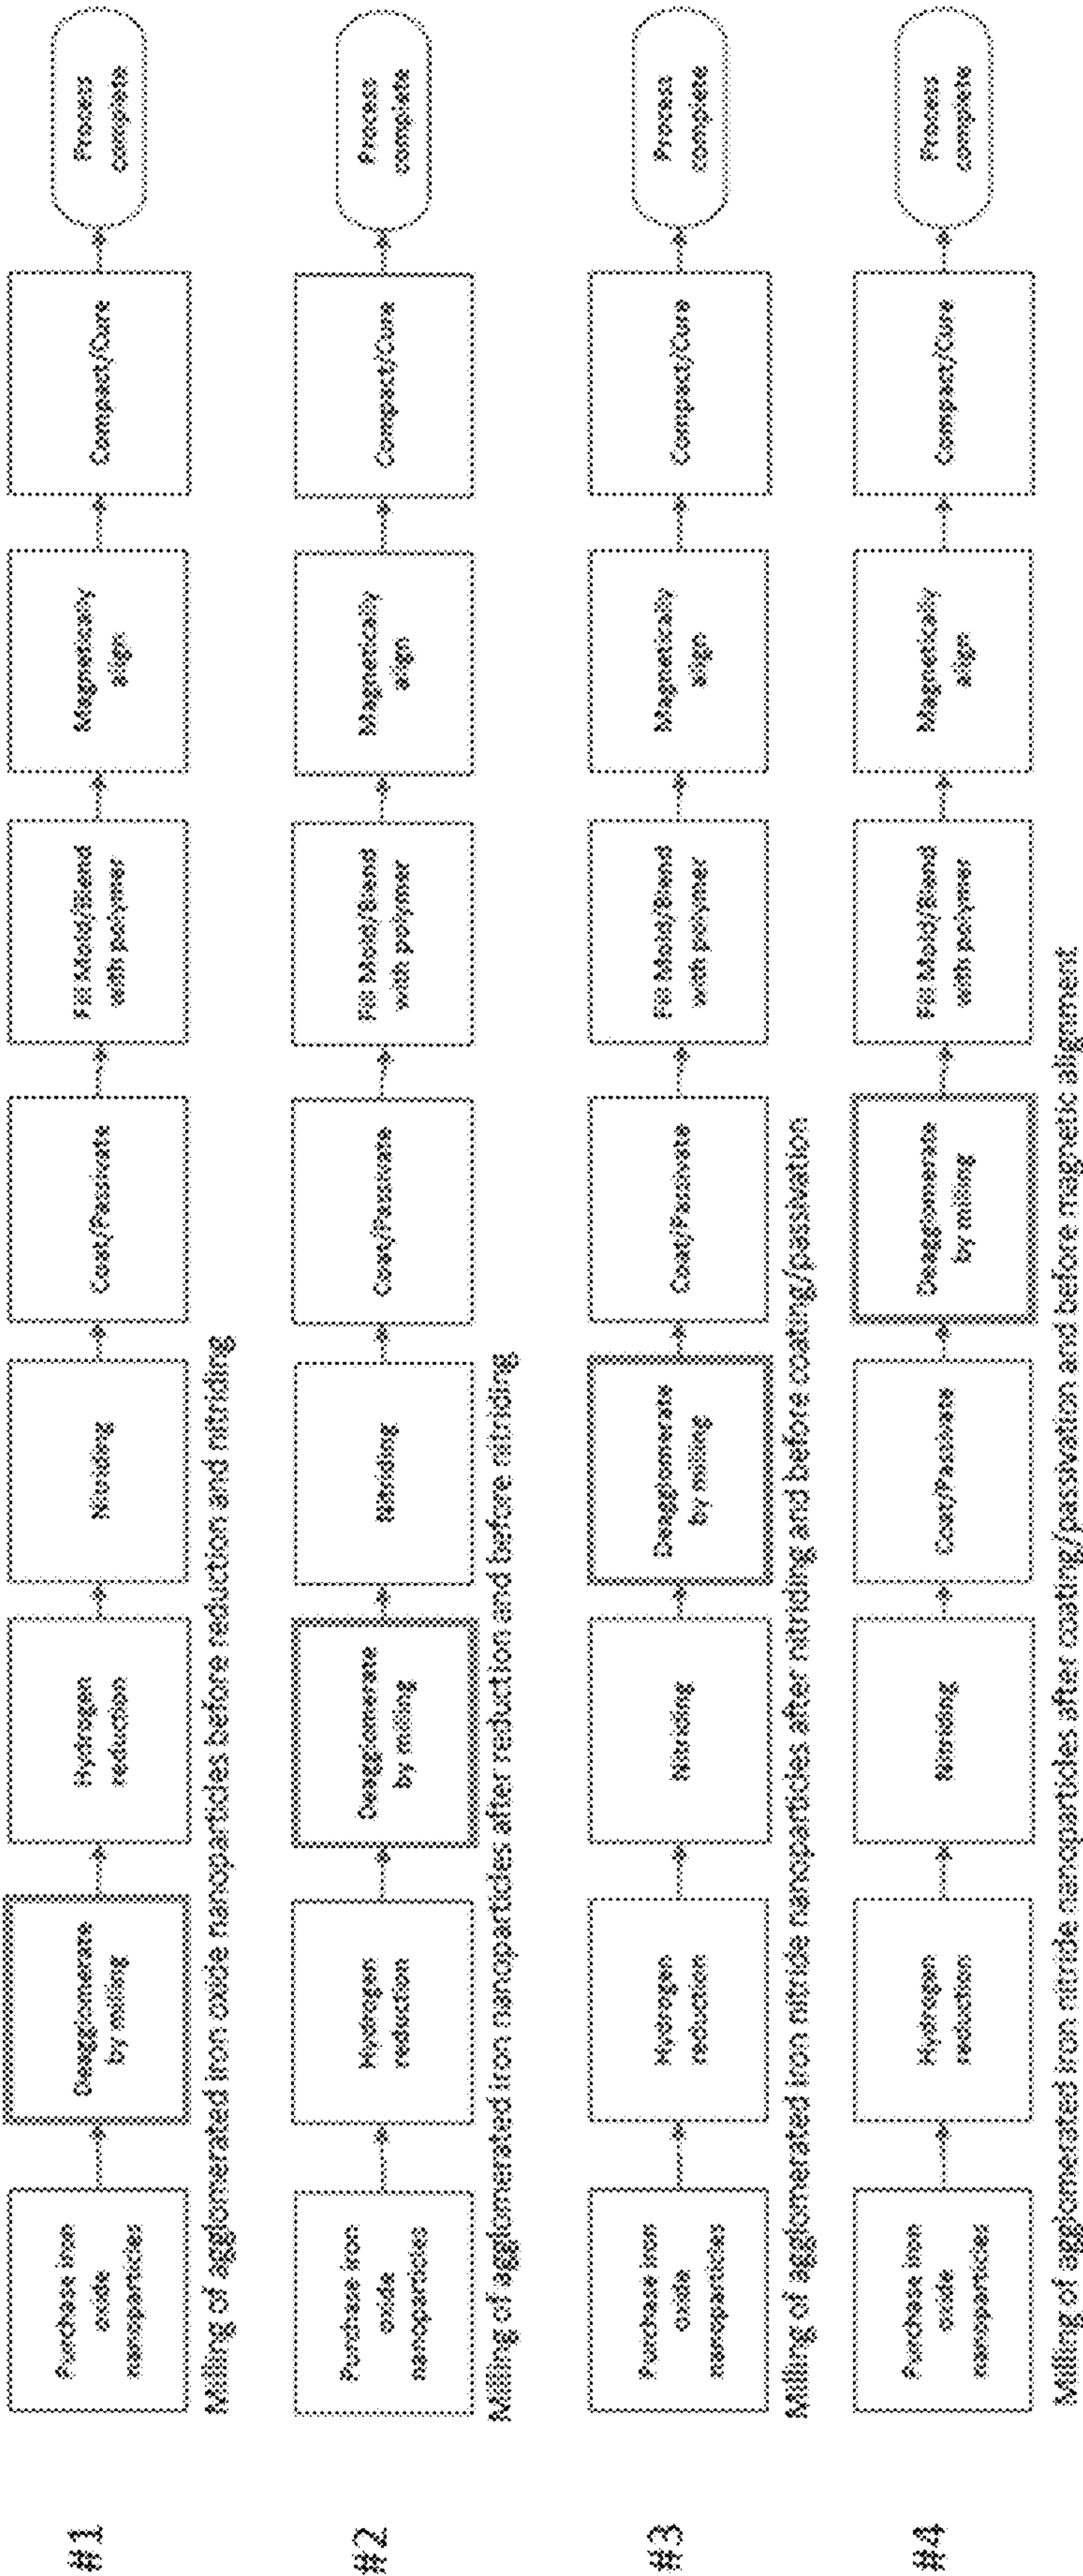 #1
Purchase iron
oxide
nanoparticles
Deagglomerate
by milling
Hydrogen
reduction
Nitriding
Coat/Passivate
Fill Mold/Blend
with polymer
Magnetically
align
Compact/Cure
Process
complete
Milling of agglomerated iron oxide nanoparticles before reduction and nitriding
#2
Purchase iron
oxide
nanoparticles
Hydrogen
reduction
Deagglomerate
by milling
Nitriding
Coat/Passivate
Fill Mold/Blend
with polymer
Magnetically
align
Compact/Cure
Process
complete
Milling of agglomerated iron nanoparticles after reduction and before nitriding
#3
Purchase iron
oxide
nanoparticles
Hydrogen
reduction
Nitriding
Deagglomerate
by milling
Coat/Passivate
Fill Mold/Blend
with polymer
Magnetically
align
Compact/Cure
Process
complete
Milling of agglomerated iron nitride nanoparticles after nitriding and before coating/passivation
#4
Purchase iron
oxide
nanoparticles
Hydrogen
reduction
Nitriding
Coat/Passivate
Deagglomerate
by milling
Fill Mold/Blend
with polymer
Magnetically
align
Compact/Cure
Process
complete
Milling of agglomerated iron nitride nanoparticles after coating/passivation and before magnetic alignment